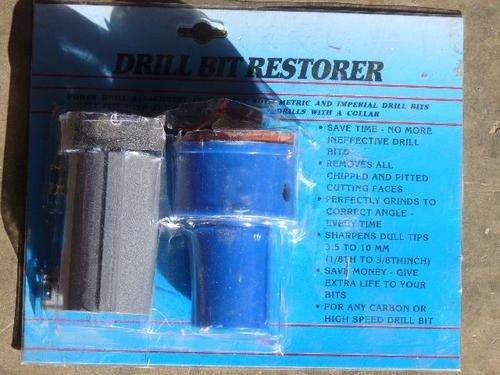 DRILL BIT RESTORER
POWER DRILL ATTACHMENT METRIC AND IMPERIAL DRILL BITS
DRILLS WITH A COLLAR
• SAVE TIME - NO MORE
INEFFECTIVE DRILL
BITS
• REMOVES ALL
CHIPPED AND PITTED
CUTTING FACES
• PERFECTLY GRINDS TO
CORRECT ANGLE -
EVERY TIME
• SHARPENS DULL TIPS
3.5 TO 10 MM
(1/8TH TO 3/8THINCH)
• SAVE MONEY - GIVE
EXTRA LIFE TO YOUR
BITS
• FOR ANY CARBON OR
HIGH SPEED DRILL BIT